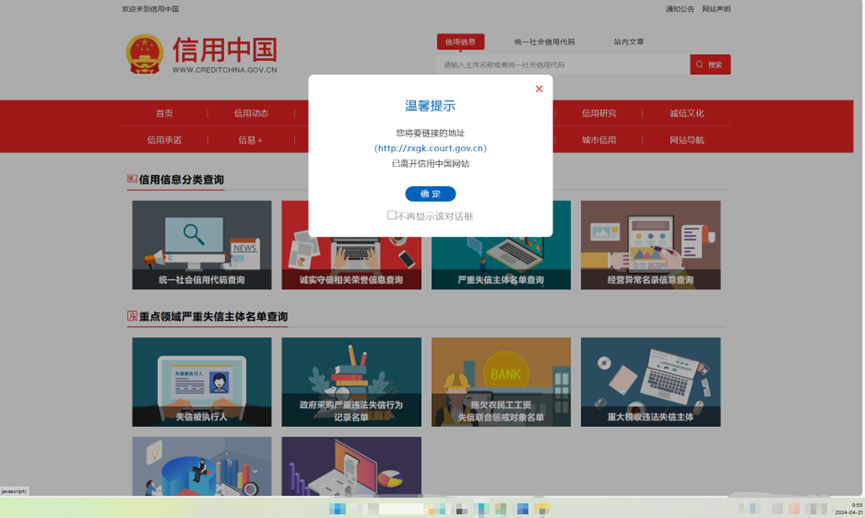 欢迎来到信用中国
通知公告 网站声明
信用中国
WWW.CREDITCHINA.GOV.CN
信用信息 统一社会信用代码 站内文章
请输入主体名称或者统一社会信用代码 搜索
首页 信用动态 信用研究 诚信文化
信用承诺 信易+ 城市信用 网站导航
温馨提示
您将要链接的地址
(http://zxgk.court.gov.cn)
已离开信用中国网站
确 定
不再显示该对话框
信用信息分类查询
NEWS
统一社会信用代码查询
诚实守信相关荣誉信息查询
严重失信主体名单查询
经营异常名录信息查询
重点领域严重失信主体名单查询
失信被执行人
失信被执行人
政府采购严重违法失信行为
记录名单
BANK
拖欠农民工工资
失信联合惩戒对象名单
重大税收违法失信主体
javascript:
9:55
2024-04-21